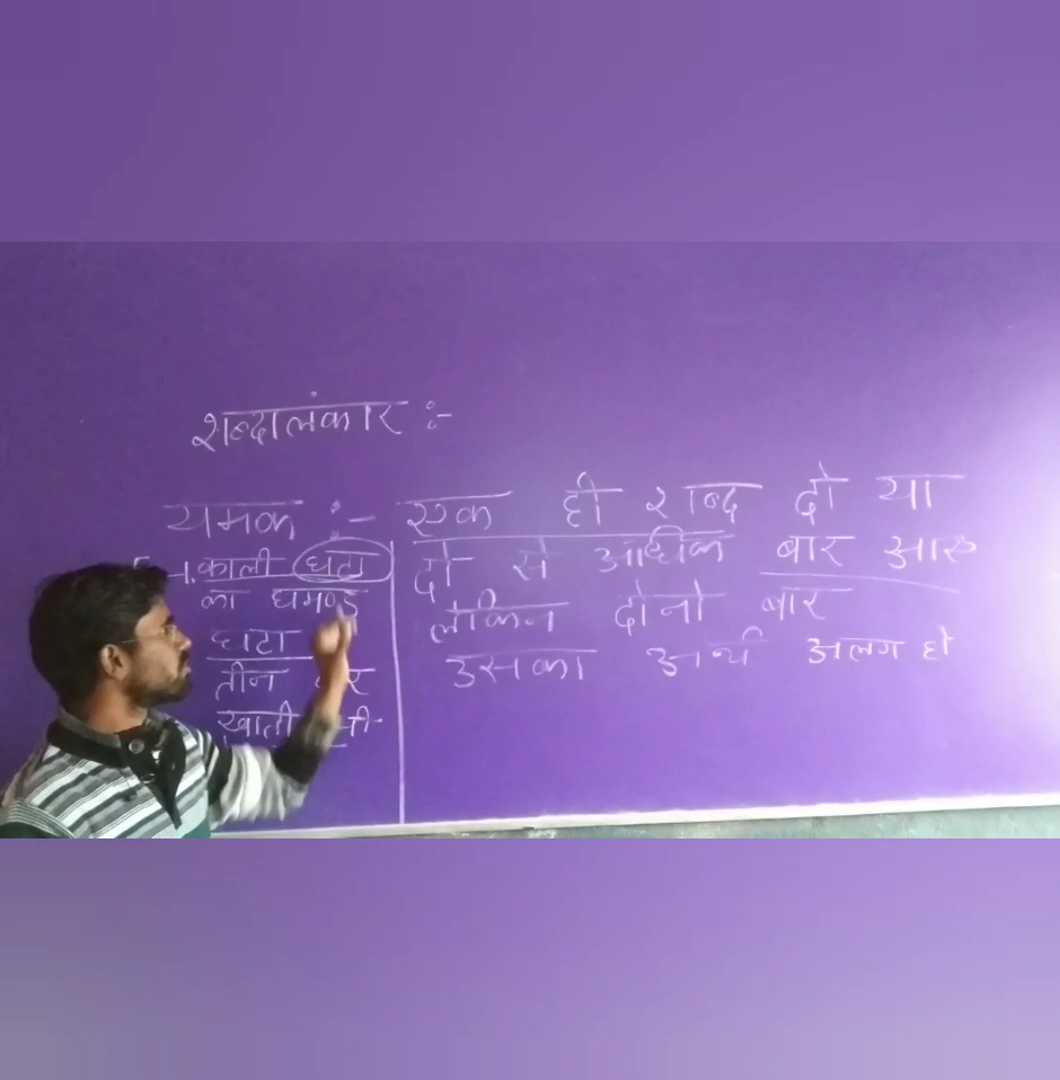 शब्दालंकार :-
यमक :- एक ही शब्द दो या
दो से अधिक बार आए
लेकिन दोनो बार
उसका अर्थ अलग हो
1. काली घटा
का घमण्ड
घटा
तीन
खाती